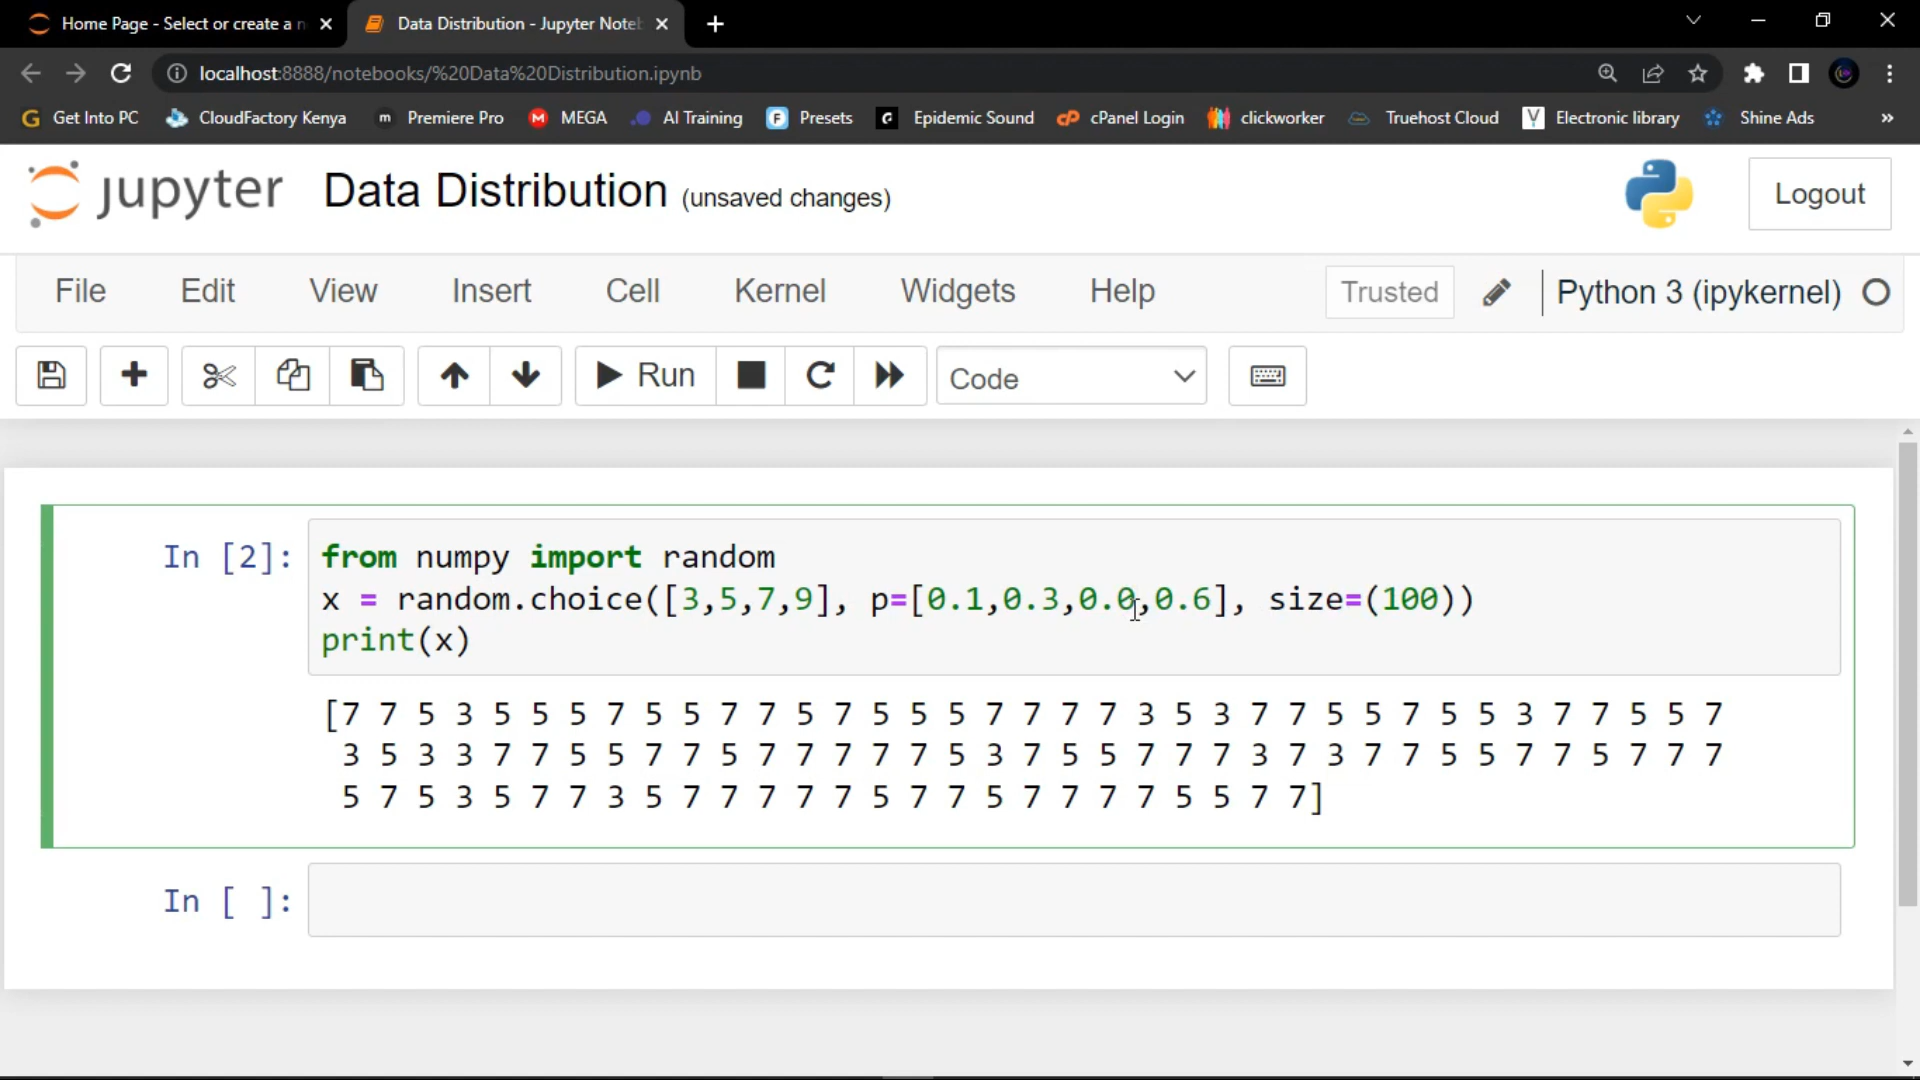 Home Page - Select or create a n
Data Distribution - Jupyter Noteb
localhost:8888/notebooks/%20Data%20Distribution.ipynb
Get Into PC CloudFactory Kenya Premiere Pro MEGA AI Training Presets Epidemic Sound cPanel Login clickworker Truehost Cloud Electronic library Shine Ads »
jupyter Data Distribution (unsaved changes) Logout
File Edit View Insert Cell Kernel Widgets Help Trusted Python 3 (ipykernel)
Run Code
In [2]: from numpy import random
x = random.choice([3,5,7,9], p=[0.1,0.3,0.0,0.6], size=(100))
print(x)
[7 7 5 3 5 5 5 7 5 5 7 7 5 7 5 5 5 7 7 7 7 3 5 3 7 7 5 5 7 5 5 3 7 7 5 5 7
3 5 3 3 7 7 5 5 7 7 5 7 7 7 7 7 5 3 7 5 5 7 7 7 3 7 3 7 7 5 5 7 7 5 7 7 7
5 7 5 3 5 7 7 3 5 7 7 7 7 7 5 7 7 5 7 7 7 7 5 5 7 7]
In [ ]: